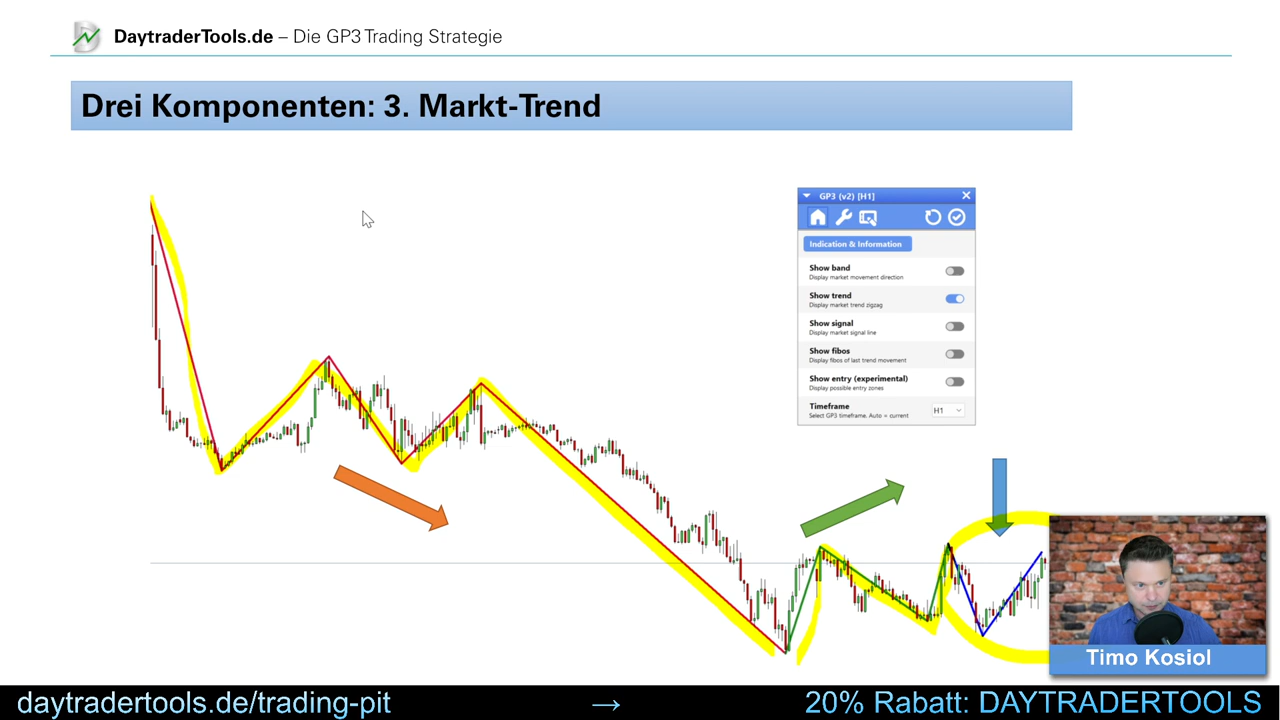 DaytraderTools.de – Die GP3 Trading Strategie
Drei Komponenten: 3. Markt-Trend
GP3 (v2) [H1]
Indication & Information
Show band
Display market movement direction
Show trend
Display market trend zigzag
Show signal
Display market signal line
Show fibos
Display fibos of last trend movement
Show entry (experimental)
Display possible entry zones
Timeframe
Select GP3 timeframe. Auto = current
H1
Timo Kosiol
daytradertools.de/trading-pit → 20% Rabatt: DAYTRADERTOOLS